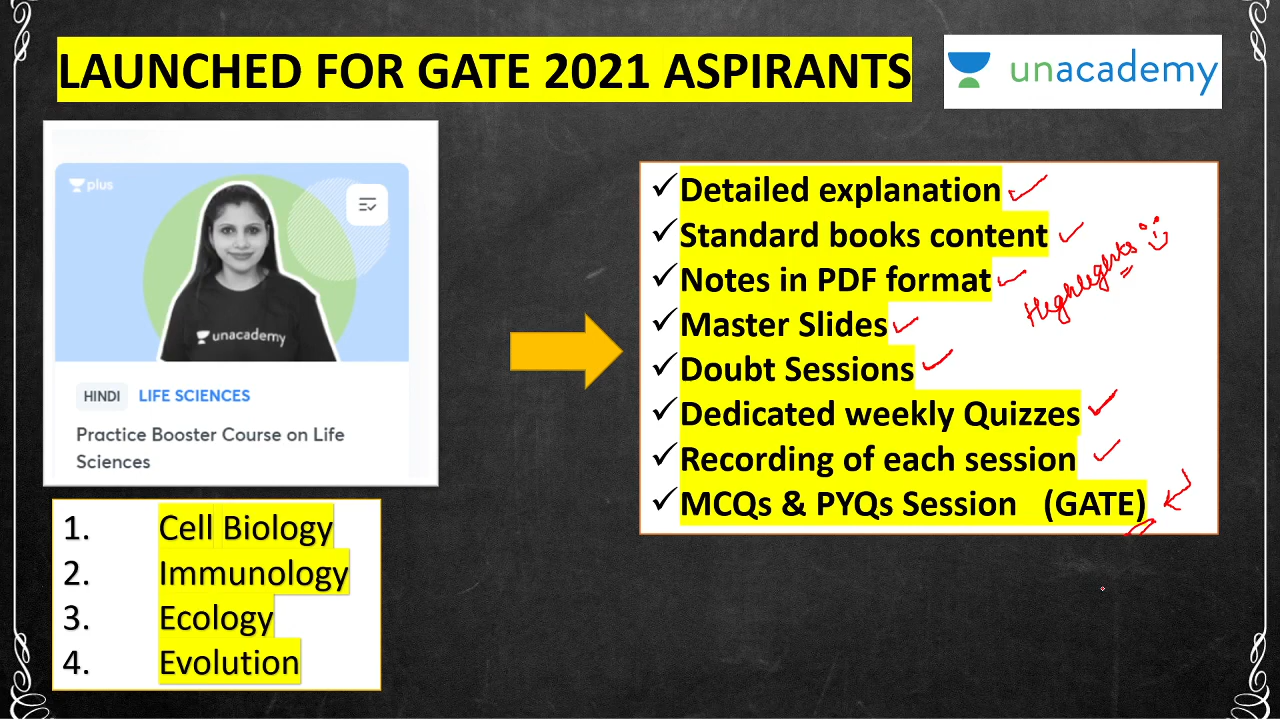 LAUNCHED FOR GATE 2021 ASPIRANTS
unacademy
plus
unacademy
HINDI LIFE SCIENCES
Practice Booster Course on Life
Sciences
1. Cell Biology
2. Immunology
3. Ecology
4. Evolution
✓Detailed explanation
✓Standard books content
✓Notes in PDF format
✓Master Slides
✓Doubt Sessions
✓Dedicated weekly Quizzes
✓Recording of each session
✓MCQs & PYQs Session (GATE)
Highlights